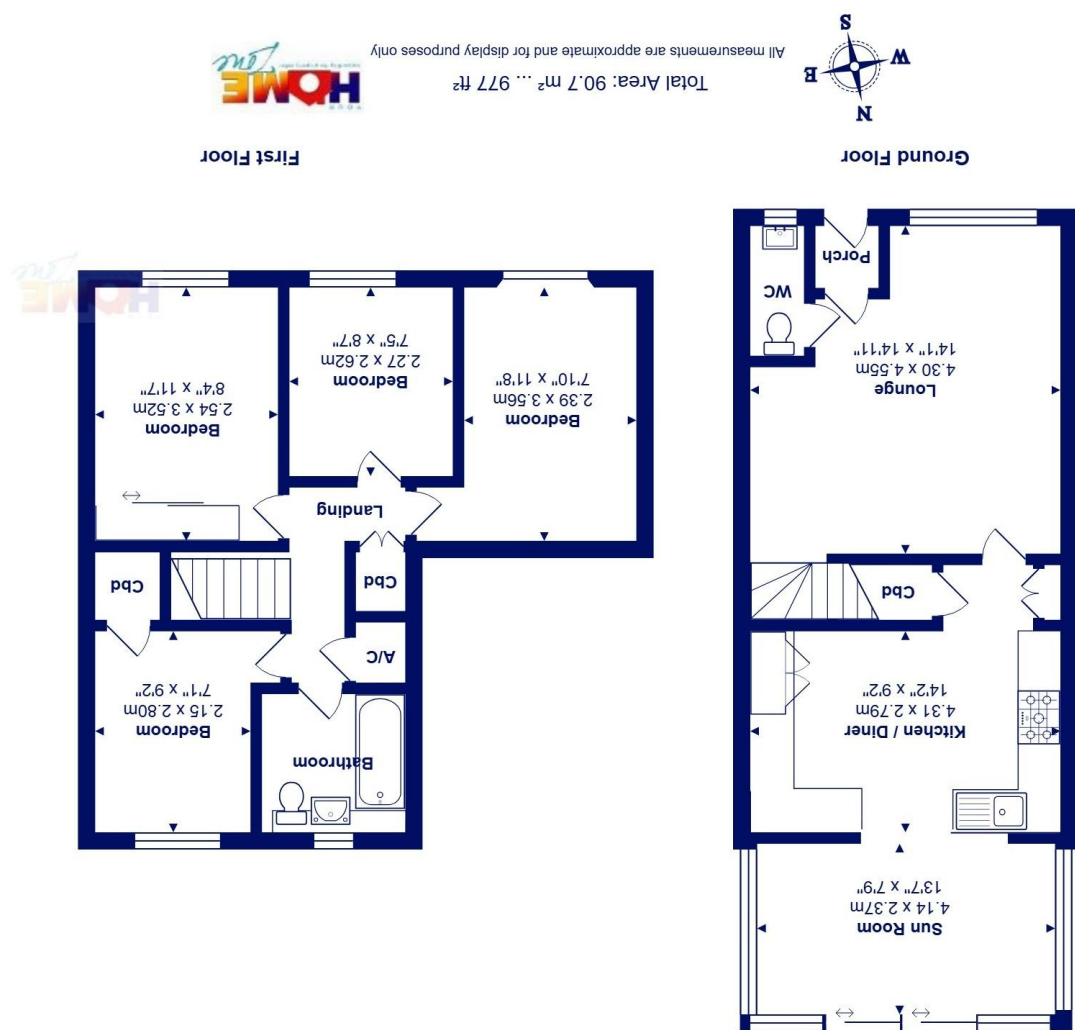 Sun Room
4.14 x 2.37m
13'7" x 7'9"
Kitchen / Diner
4.31 x 2.79m
14'2" x 9'2"
Cbd
Lounge
4.30 x 4.55m
14'1" x 14'11"
WC
Porch
Ground Floor
Bathroom
Bedroom
2.15 x 2.80m
7'1" x 9'2"
A/C
Cbd
Cbd
Landing
Bedroom
2.39 x 3.56m
7'10" x 11'8"
Bedroom
2.27 x 2.62m
7'5" x 8'7"
Bedroom
2.54 x 3.52m
8'4" x 11'7"
HOME
Zone
First Floor
N
E
W
S
Total Area: 90.7 m² ... 977 ft²
All measurements are approximate and for display purposes only
YOUR
HOME
Zone